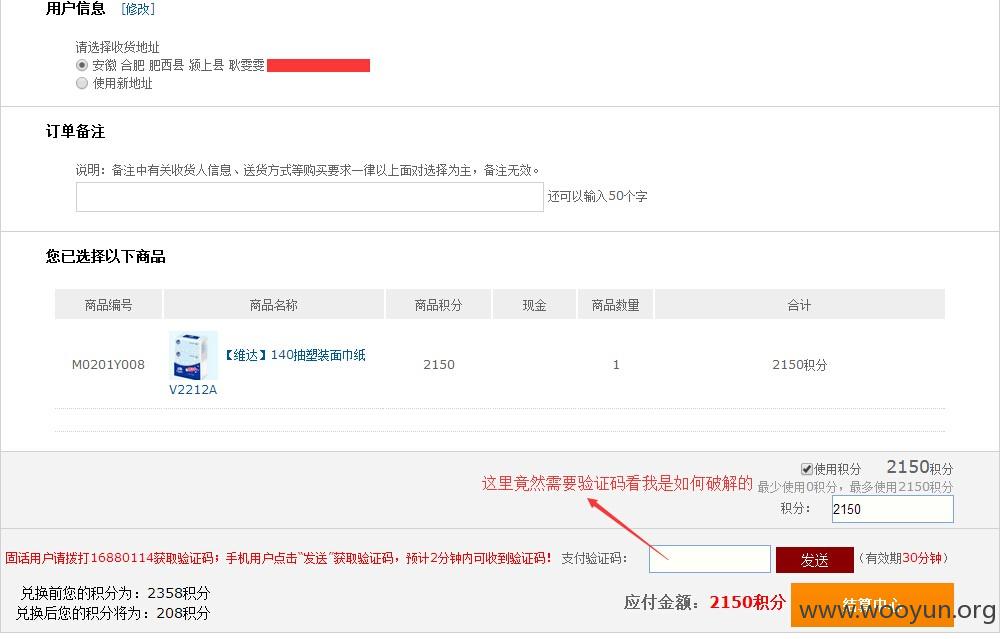 用户信息 [修改]
请选择收货地址
安徽 合肥 肥西县 颍上县 耿雯雯
使用新地址
订单备注
说明：备注中有关收货人信息、送货方式等购买要求一律以上面对选择为主，备注无效。
还可以输入50个字
您已选择以下商品
商品编号 商品名称 商品积分 现金 商品数量 合计
M0201Y008 【维达】140抽塑装面巾纸 2150 1 2150积分
V2212A
使用积分 2150积分
这里竟然需要验证码看我是如何破解的 最少使用0积分，最多使用2150积分
积分： 2150
固话用户请拨打16880114获取验证码；手机用户点击“发送”获取验证码，预计2分钟内可收到验证码！ 支付验证码： 发送 （有效期30分钟）
兑换前您的积分为：2358积分
兑换后您的积分将为：208积分
应付金额：2150积分 结算中心
www.wooyun.org